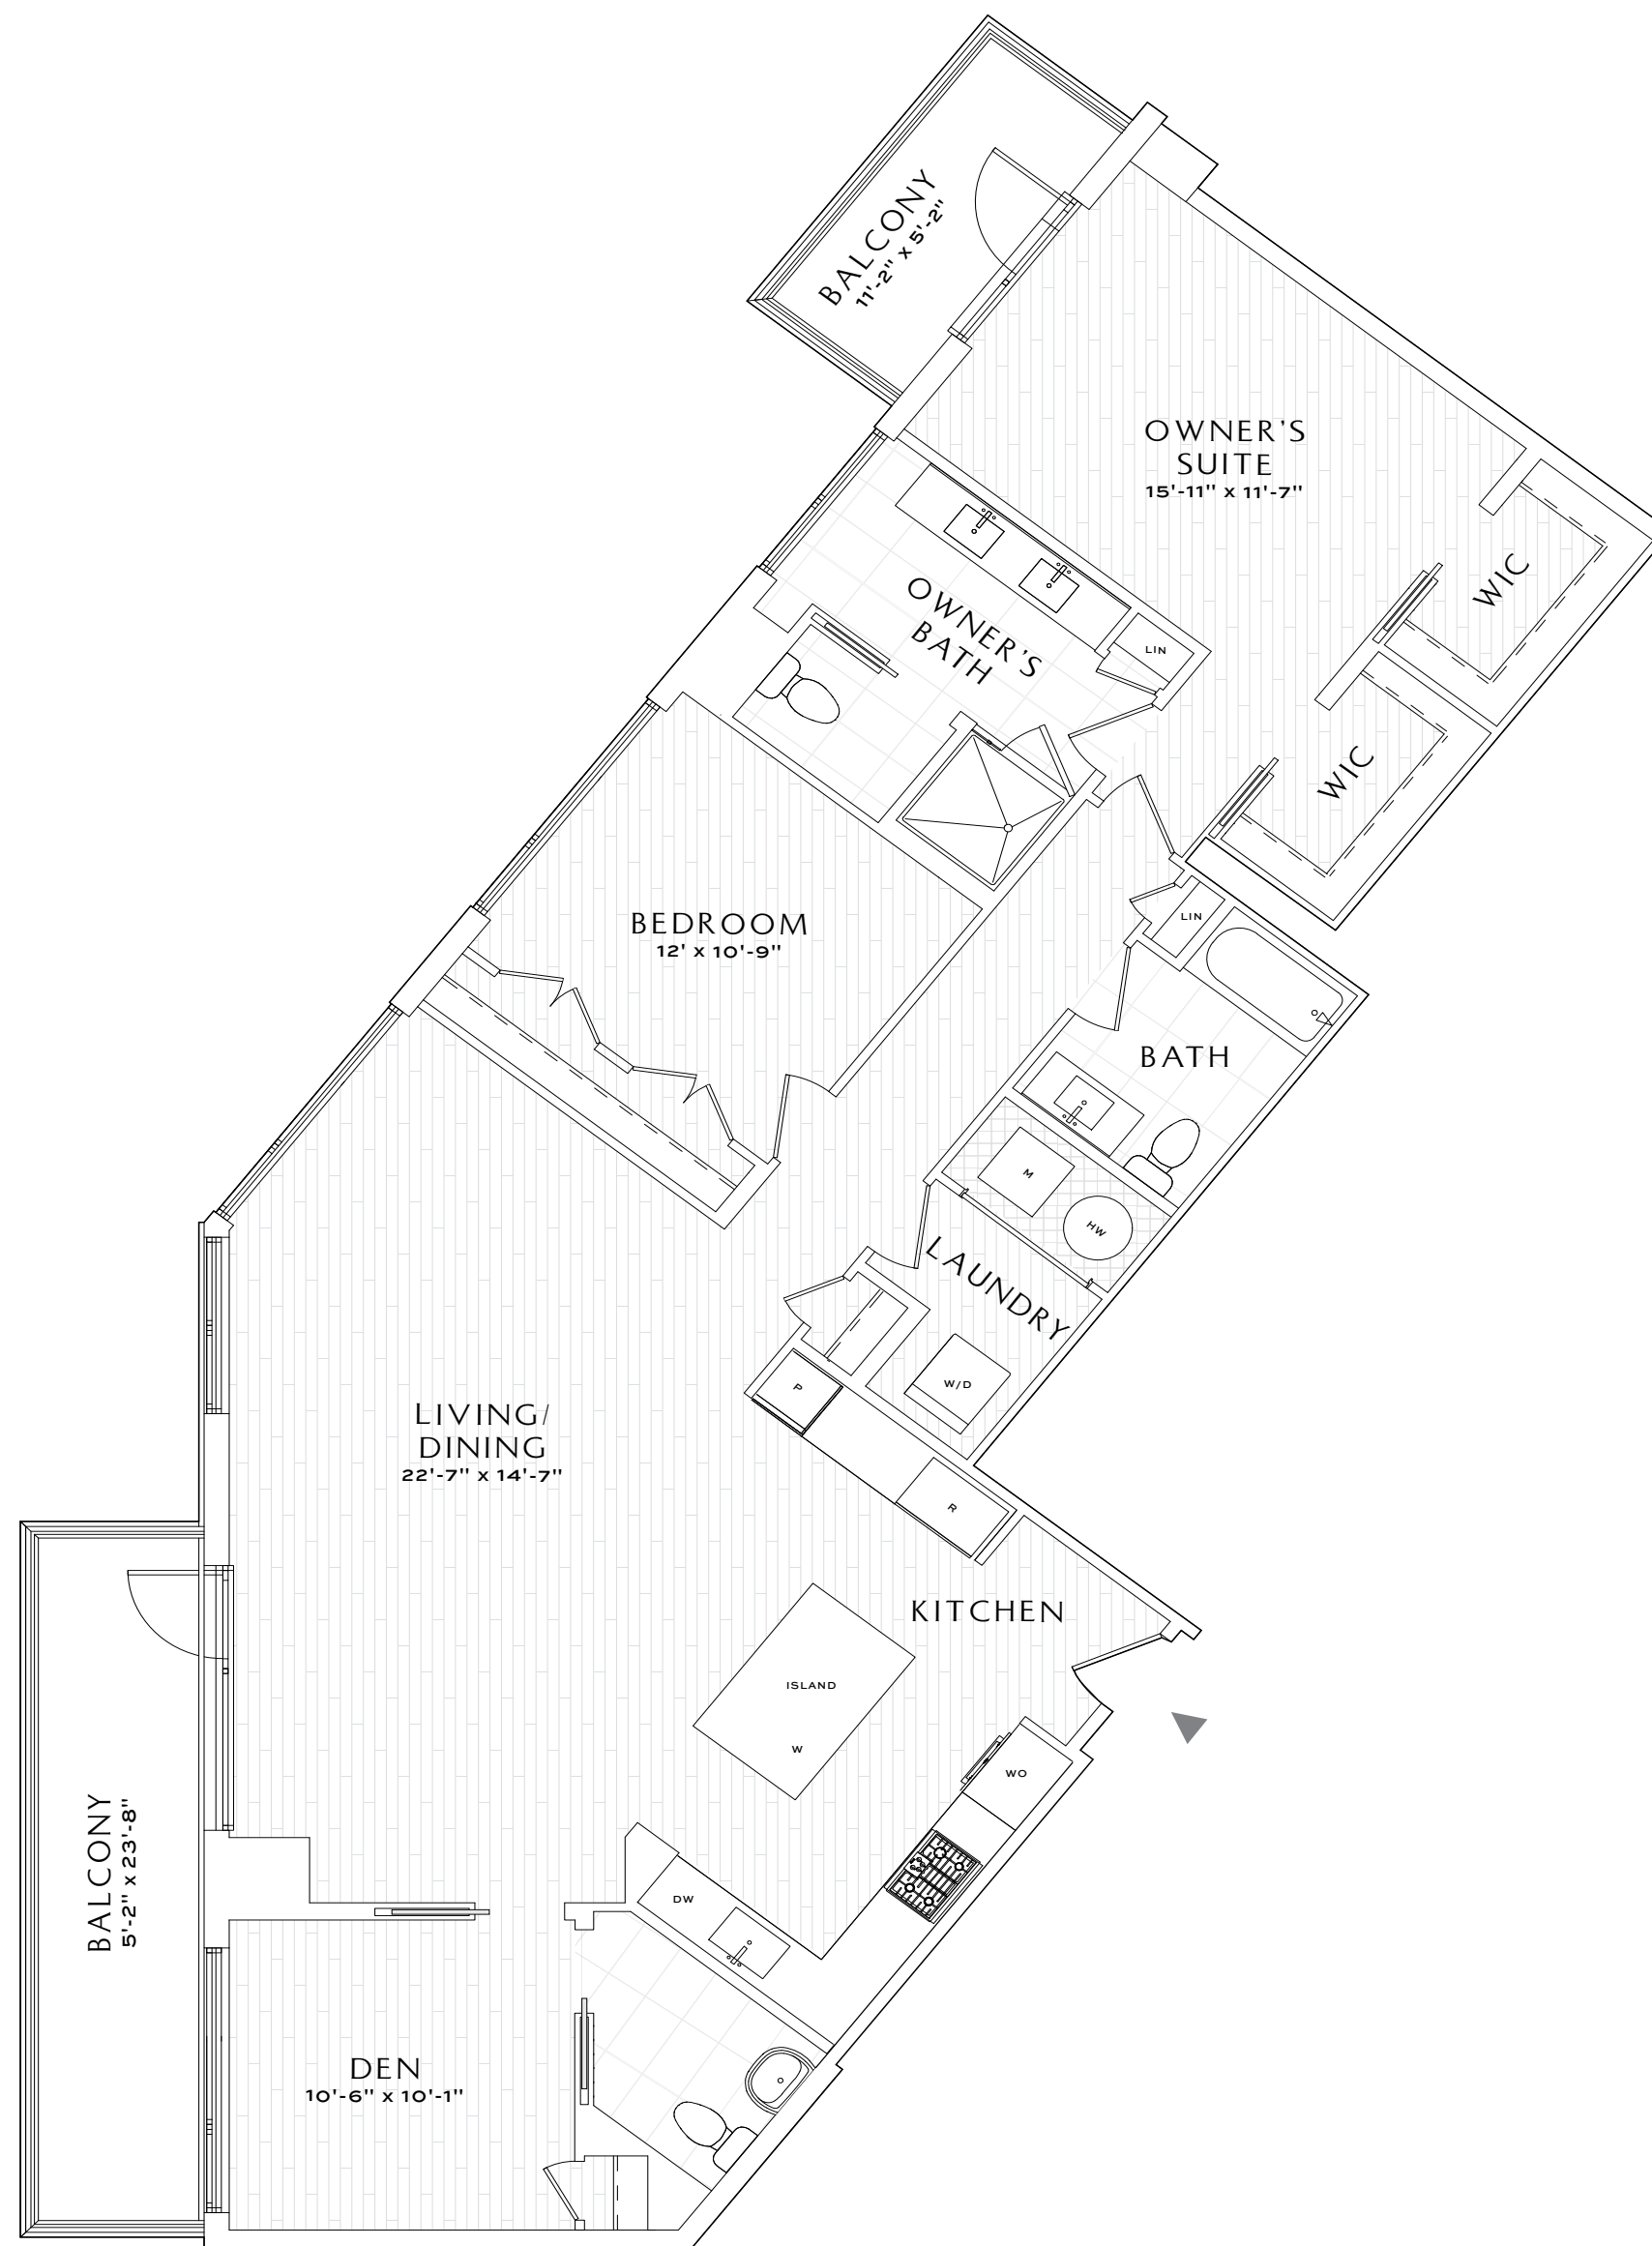 BALCONY
11'-2" x 5'-2"
OWNER'S
SUITE
15'-11" x 11'-7"
WIC
OWNER'S
BATH
LIN
WIC
BEDROOM
12' x 10'-9"
LIN
BATH
M
HW
LAUNDRY
W/D
P
LIVING/
DINING
22'-7" x 14'-7"
R
KITCHEN
ISLAND
W
WO
BALCONY
5'-2" x 23'-8"
DW
DEN
10'-6" x 10'-1"